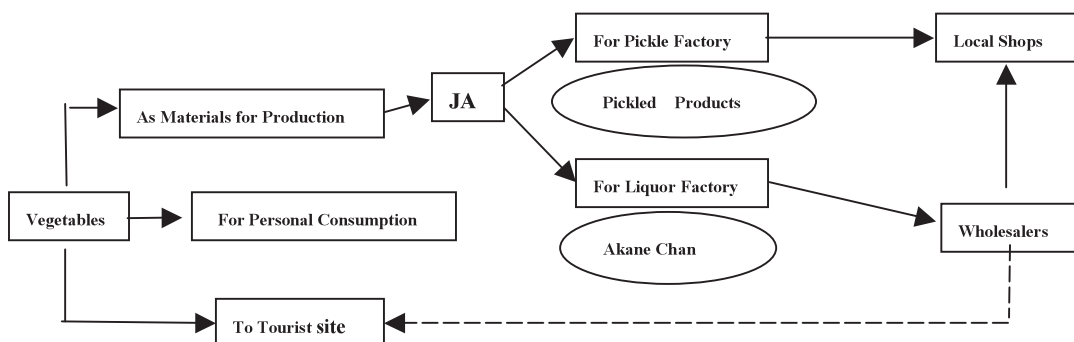 For Pickle Factory
Local Shops
JA
As Materials for Production
Pickled Products
For Liquor Factory
Vegetables
For Personal Consumption
Wholesalers
Akane Chan
To Tourist site